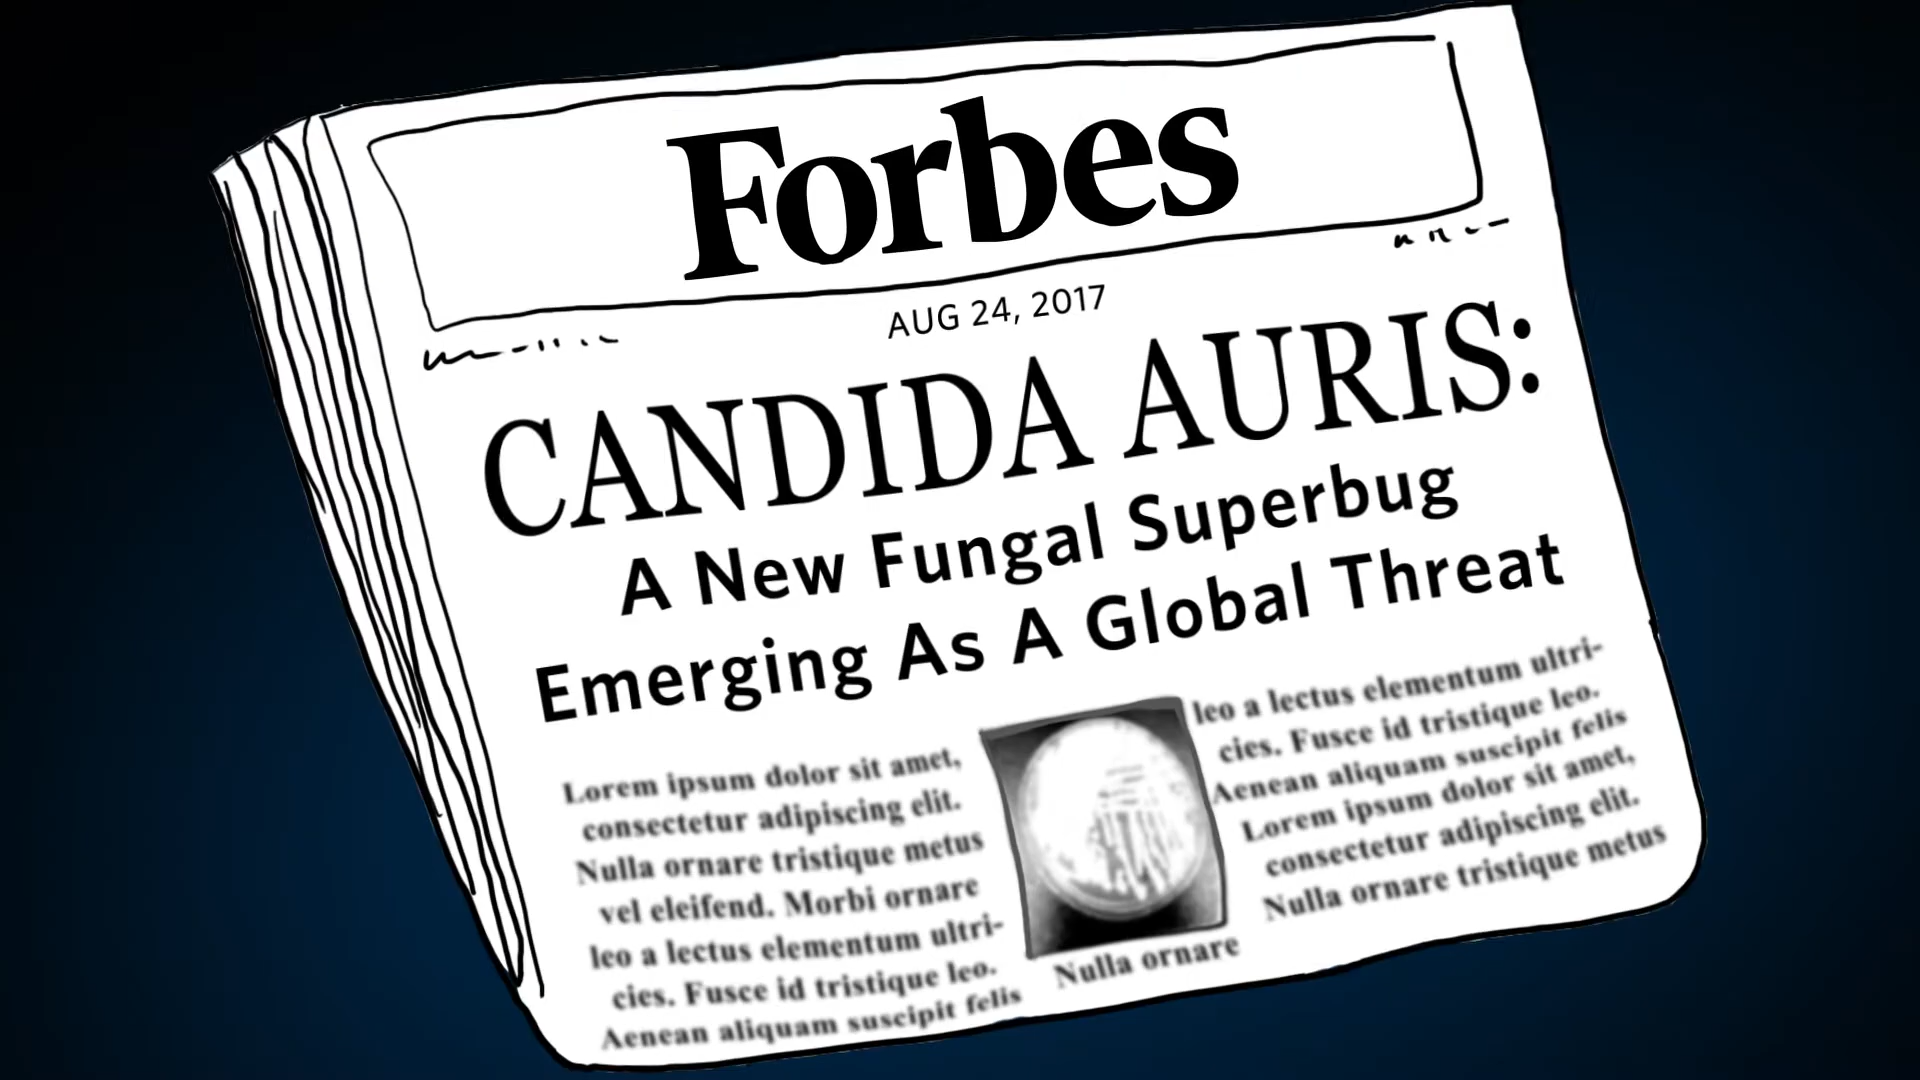 Forbes
AUG 24, 2017
CANDIDA AURIS:
A New Fungal Superbug
Emerging As A Global Threat
Lorem ipsum dolor sit amet,
consectetur adipiscing elit.
Nulla ornare tristique metus
vel eleifend. Morbi ornare
leo a lectus elementum ultri-
cies. Fusce id tristique leo.
Aenean aliquam suscipit felis
Nulla ornare
leo a lectus elementum ultri-
cies. Fusce id tristique leo.
Aenean aliquam suscipit felis
Lorem ipsum dolor sit amet,
consectetur adipiscing elit.
Nulla ornare tristique metus